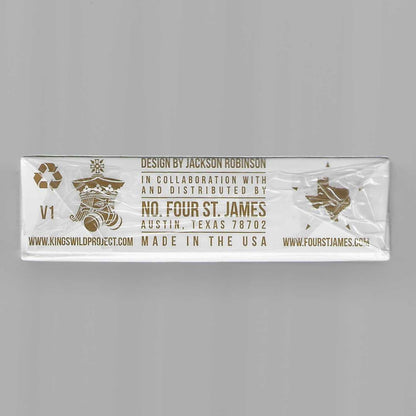 DESIGN BY JACKSON ROBINSON
IN COLLABORATION WITH
AND DISTRIBUTED BY
NO. FOUR ST. JAMES
AUSTIN, TEXAS 78702
MADE IN THE USA
V1
WWW.KINGSWILDPROJECT.COM
WWW.FOURSTJAMES.COM